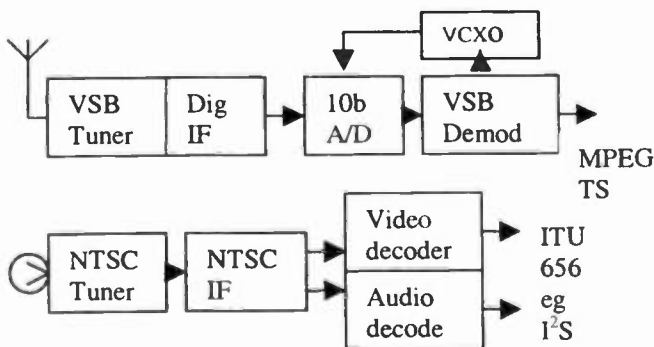 VCXO
VSB
Tuner
Dig
IF
10b
A/D
VSB
Demod
MPEG
TS
NTSC
Tuner
NTSC
IF
Video
decoder
Audio
decode
ITU
656
eg
I²S